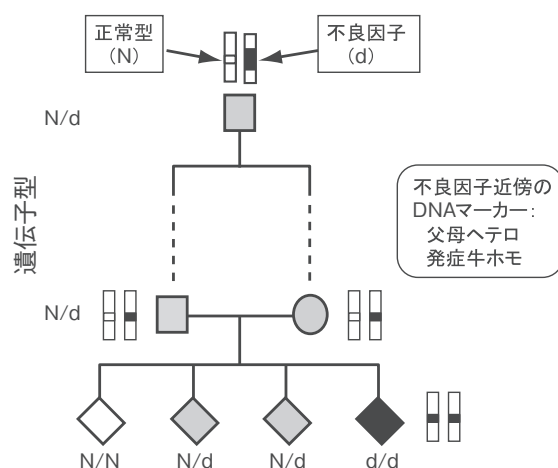 正常型
(N)
不良因子
(d)
N/d
遺伝子型
不良因子近傍の
DNAマーカー:
父母ヘテロ
発症牛ホモ
N/d
N/N
N/d
N/d
d/d